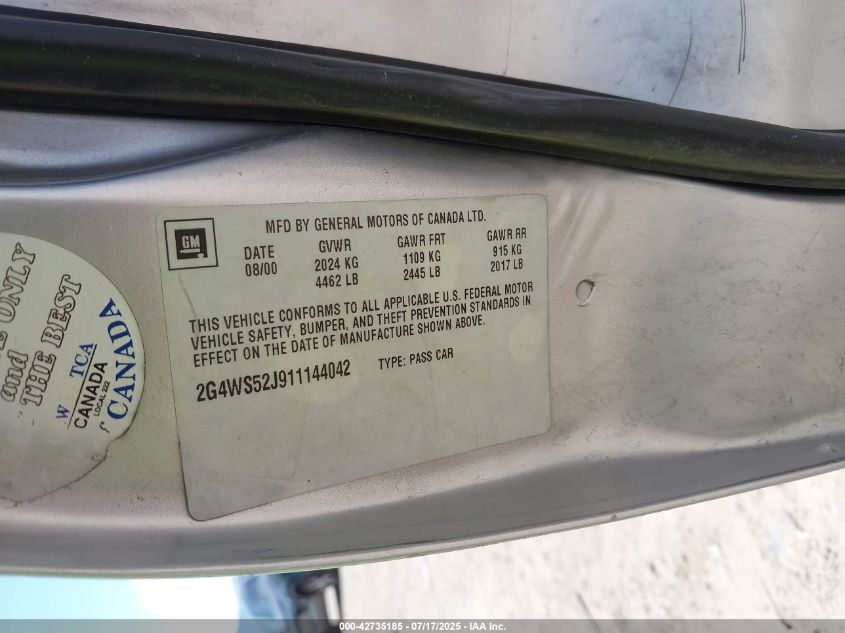 GM
MFD BY GENERAL MOTORS OF CANADA LTD.
DATE GVWR GAWR FRT GAWR RR
08/00 2024 KG 1109 KG 915 KG
4462 LB 2445 LB 2017 LB
THIS VEHICLE CONFORMS TO ALL APPLICABLE U.S. FEDERAL MOTOR
VEHICLE SAFETY, BUMPER, AND THEFT PREVENTION STANDARDS IN
EFFECT ON THE DATE OF MANUFACTURE SHOWN ABOVE.
2G4WS52J911144042 TYPE: PASS CAR
ONLY
and
THE BEST
W TCA
CANADA
LOCAL 222
CANADA
000-42735185 - 07/17/2025 - IAA Inc.